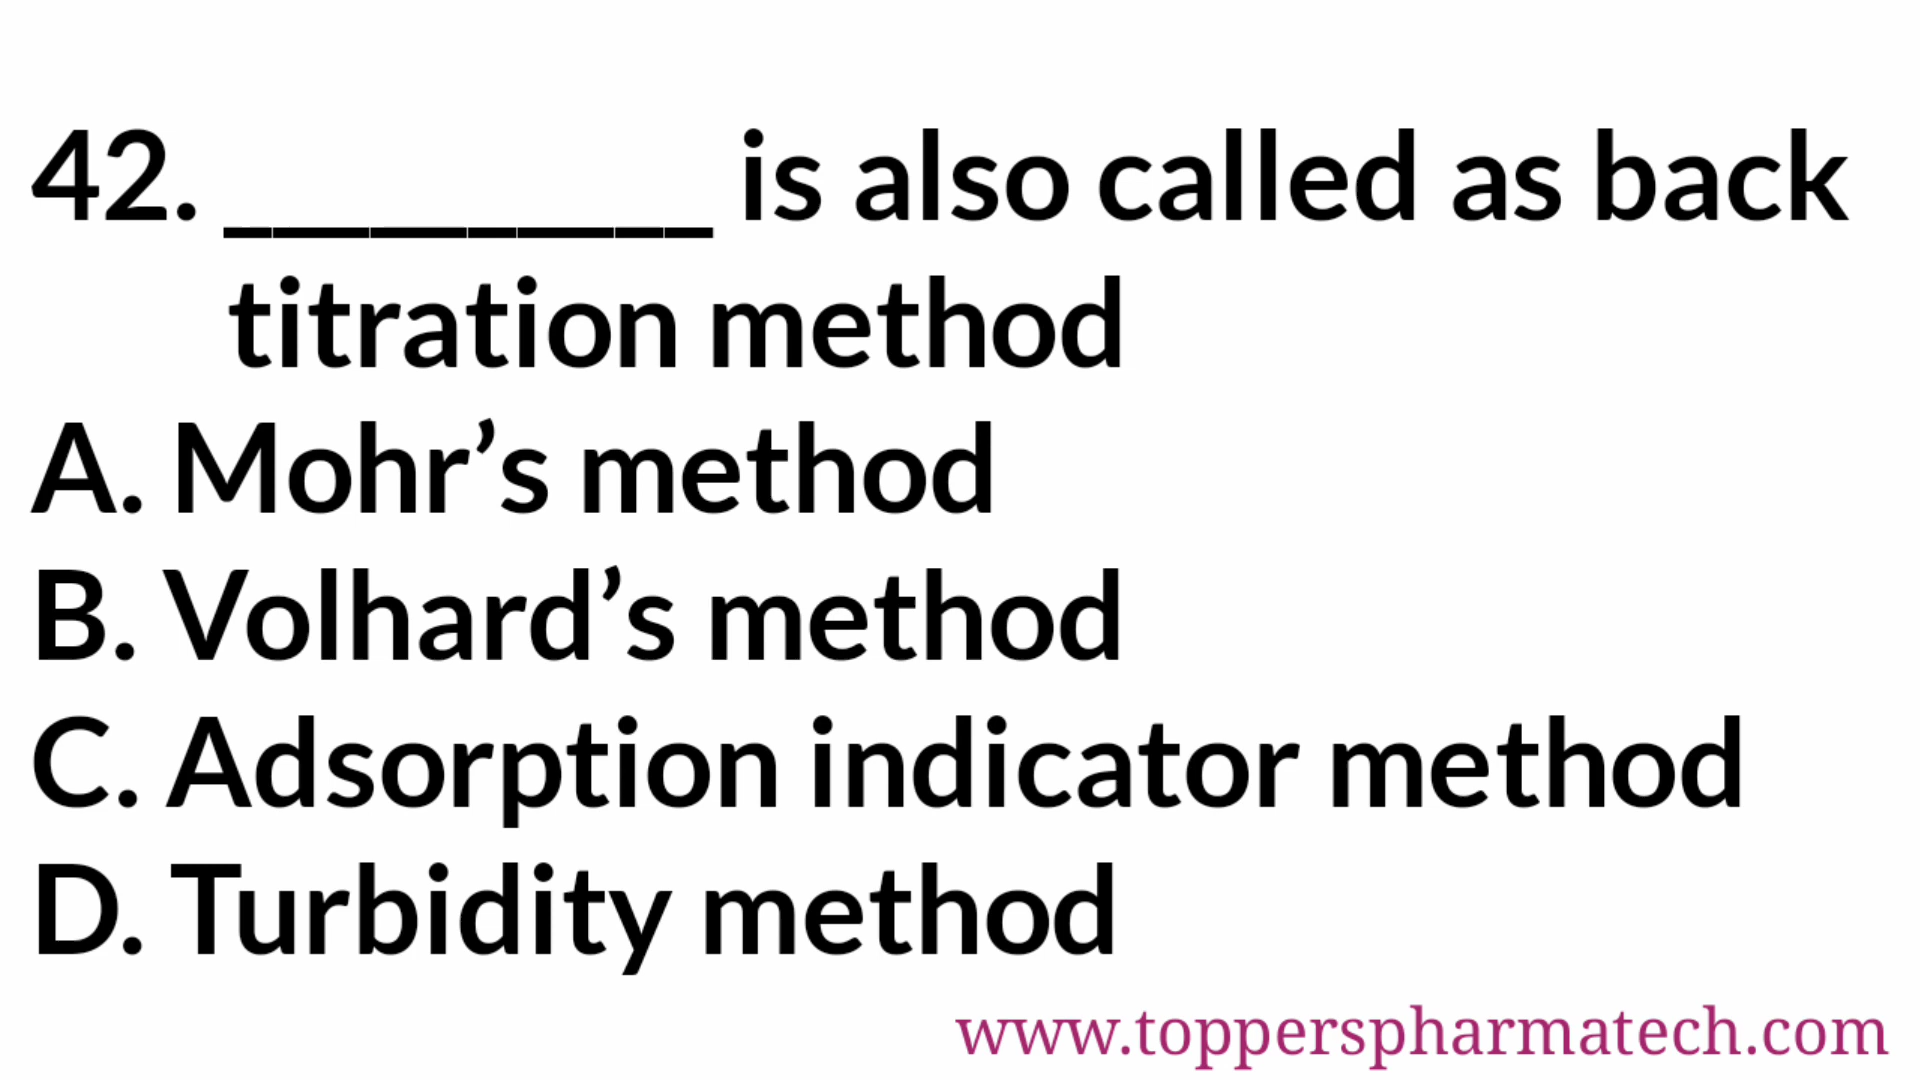 42. __________ is also called as back
titration method
A. Mohr’s method
B. Volhard’s method
C. Adsorption indicator method
D. Turbidity method
www.topperspharmatech.com